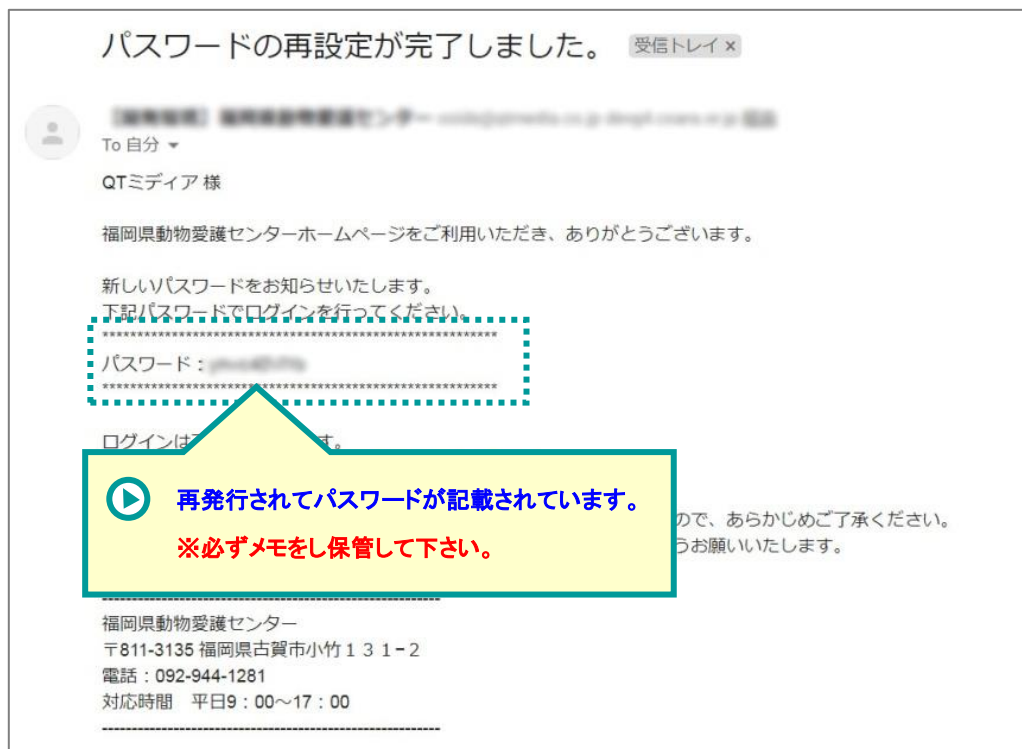 パスワードの再設定が完了しました。 受信トレイ ×
To 自分
QTミディア 様
福岡県動物愛護センターホームページをご利用いただき、ありがとうございます。
新しいパスワードをお知らせいたします。
下記パスワードでログインを行ってください。
*********************************************************
パスワード：
*********************************************************
ログインは す。
再発行されてパスワードが記載されています。
※必ずメモをし保管して下さい。
ので、あらかじめご了承ください。
うお願いいたします。
--------------------------------------------------------
福岡県動物愛護センター
〒811-3135 福岡県古賀市小竹１３１−２
電話：092-944-1281
対応時間　平日9：00～17：00
--------------------------------------------------------